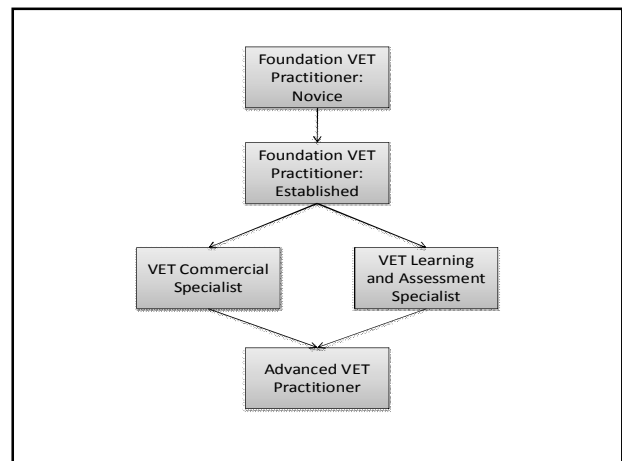 Foundation VET
Practitioner:
Novice
Foundation VET
Practitioner:
Established
VET Commercial
Specialist
VET Learning
and Assessment
Specialist
Advanced VET
Practitioner